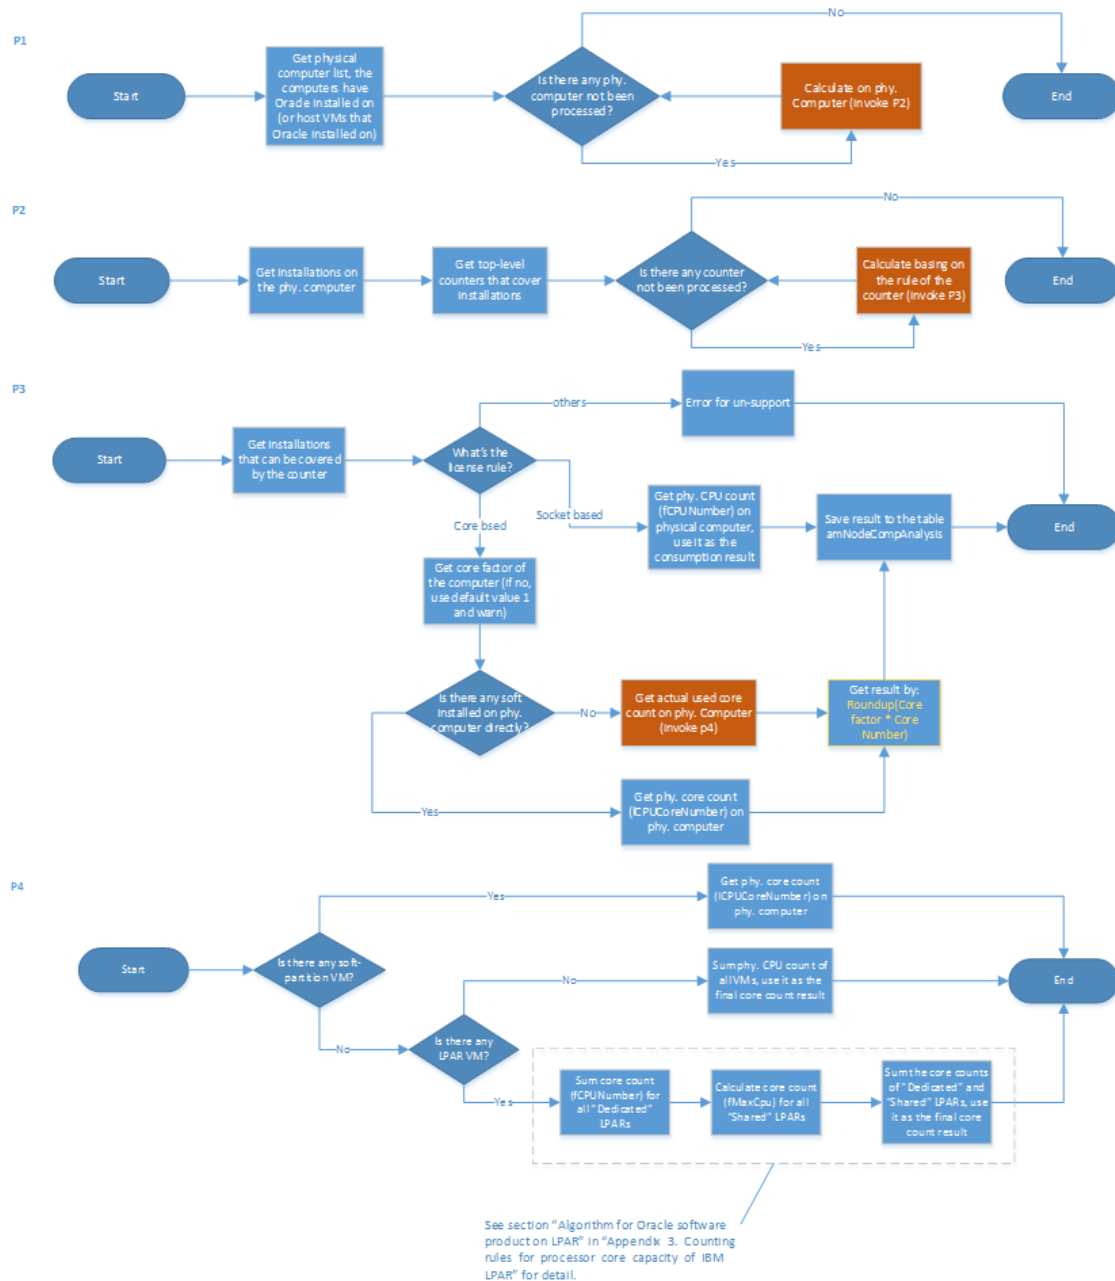 P1
Start
Get physical
computer list, the
computers have
Oracle Installed on
(or host VMs that
Oracle Installed on)
Is there any phy.
computer not been
processed?
No
Yes
Calculate on phy.
Computer (Invoke P2)
End
P2
Start
Get Installations on
the phy. computer
Get top-level
counters that cover
Installations
Is there any counter
not been processed?
No
Yes
Calculate basing on
the rule of the
counter (Invoke P3)
End
P3
Start
Get Installations
that can be covered
by the counter
What's the
license rule?
others
Error for un-support
Socket based
Get phy. CPU count
(fCPUNumber) on
physical computer,
use it as the
consumption result
Save result to the table
amNodeCompAnalysis
End
Core bsed
Get core factor of
the computer (If no,
use default value 1
and warn)
Is there any soft
Installed on phy.
computer directly?
No
Get actual used core
count on phy. Computer
(Invoke p4)
Get result by:
Roundup(Core
factor * Core
Number)
Yes
Get phy. core count
(lCPUCoreNumber) on
phy. computer
P4
Start
Is there any soft-
partition VM?
Yes
Get phy. core count
(lCPUCoreNumber) on
phy. computer
No
Is there any
LPAR VM?
No
Sum phy. CPU count of
all VMs, use it as the
final core count result
End
Yes
Sum core count
(fCPUNumber) for
all "Dedicated"
LPARs
Calculate core count
(fMaxCpu) for all
"Shared" LPARs
Sum the core counts
of "Dedicated" and
"Shared" LPARs, use
it as the final core
count result
See section "Algorithm for Oracle software
product on LPAR" in "Appendix 3. Counting
rules for processor core capacity of IBM
LPAR" for detail.